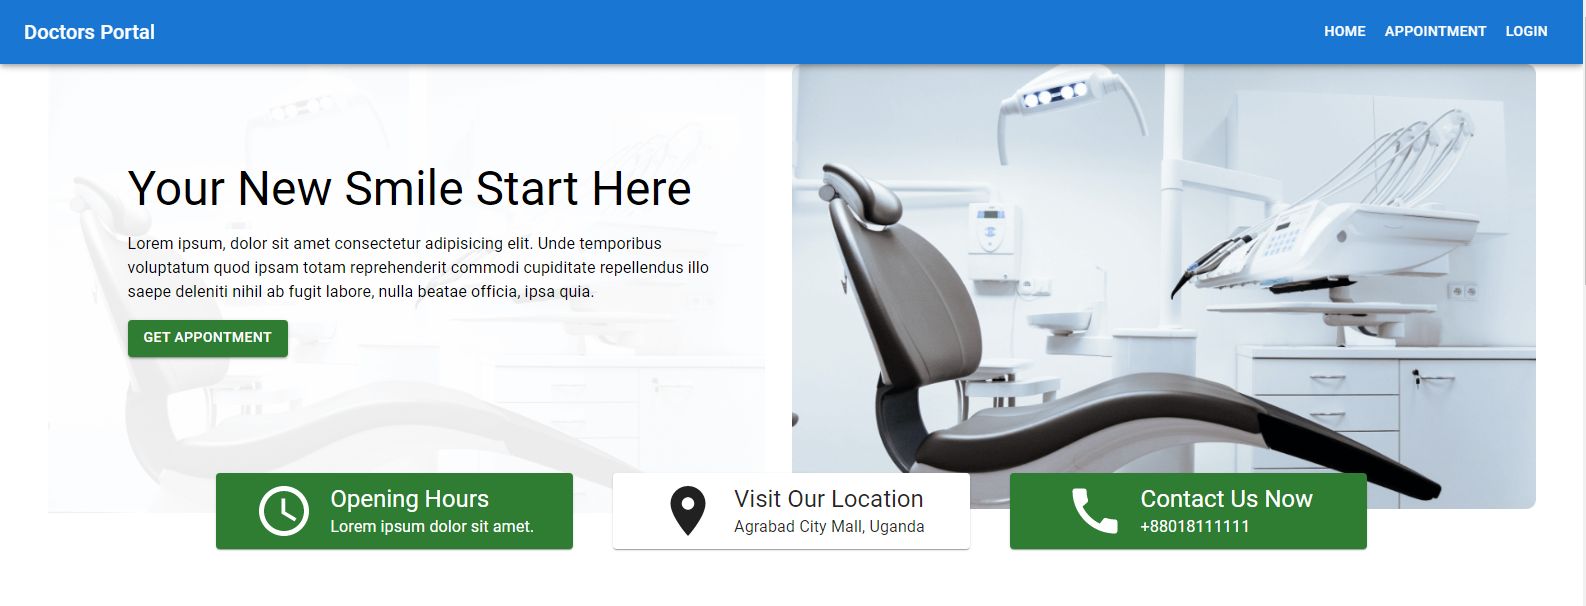 Doctors Portal
HOME APPOINTMENT LOGIN
Your New Smile Start Here
Lorem ipsum, dolor sit amet consectetur adipisicing elit. Unde temporibus
voluptatum quod ipsam totam reprehenderit commodi cupiditate repellendus illo
saepe deleniti nihil ab fugit labore, nulla beatae officia, ipsa quia.
GET APPONTMENT
Opening Hours
Lorem ipsum dolor sit amet.
Visit Our Location
Agrabad City Mall, Uganda
Contact Us Now
+88018111111